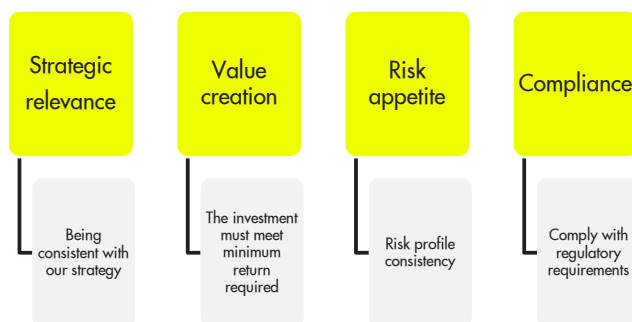 Strategic
relevance
Value
creation
Risk
appetite
Compliance
Being
consistent with
our strategy
The investment
must meet
minimum
return
required
Risk profile
consistency
Comply with
regulatory
requirements